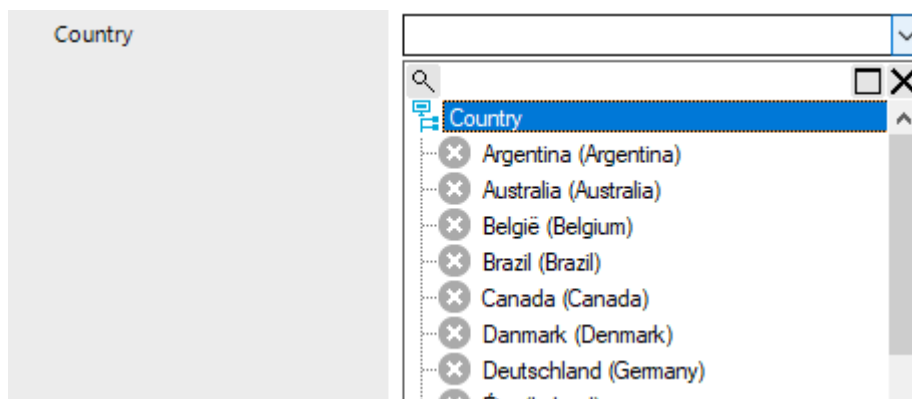 Country
Country
Argentina (Argentina)
Australia (Australia)
België (Belgium)
Brazil (Brazil)
Canada (Canada)
Danmark (Denmark)
Deutschland (Germany)